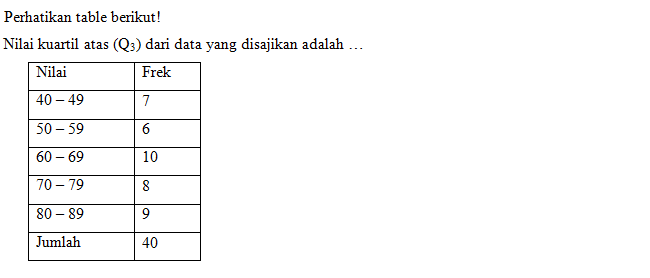 Perhatikan table berikut!
Nilai kuartil atas (Q₃) dari data yang disajikan adalah …
Nilai Frek
40 – 49 7
50 – 59 6
60 – 69 10
70 – 79 8
80 – 89 9
Jumlah 40